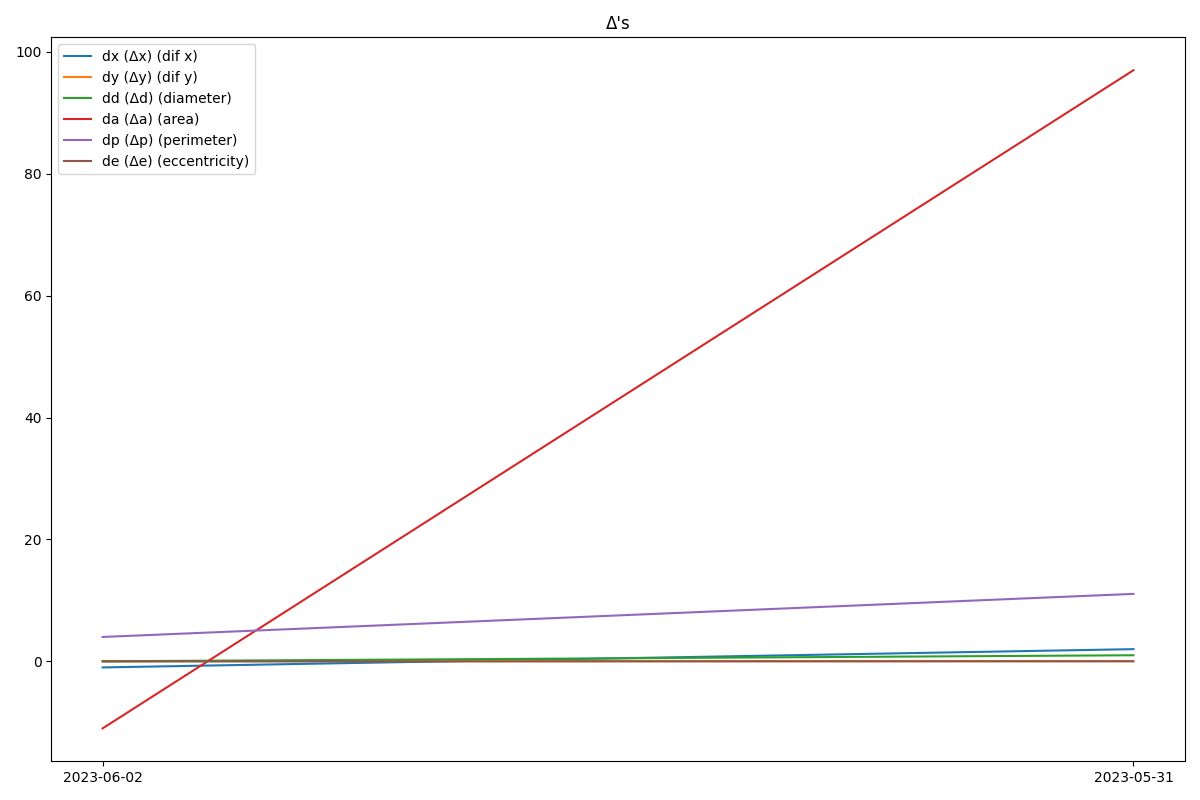 Δ's
dx (Δx) (dif x)
dy (Δy) (dif y)
dd (Δd) (diameter)
da (Δa) (area)
dp (Δp) (perimeter)
de (Δe) (eccentricity)
100
80
60
40
20
0
2023-06-02
2023-05-31